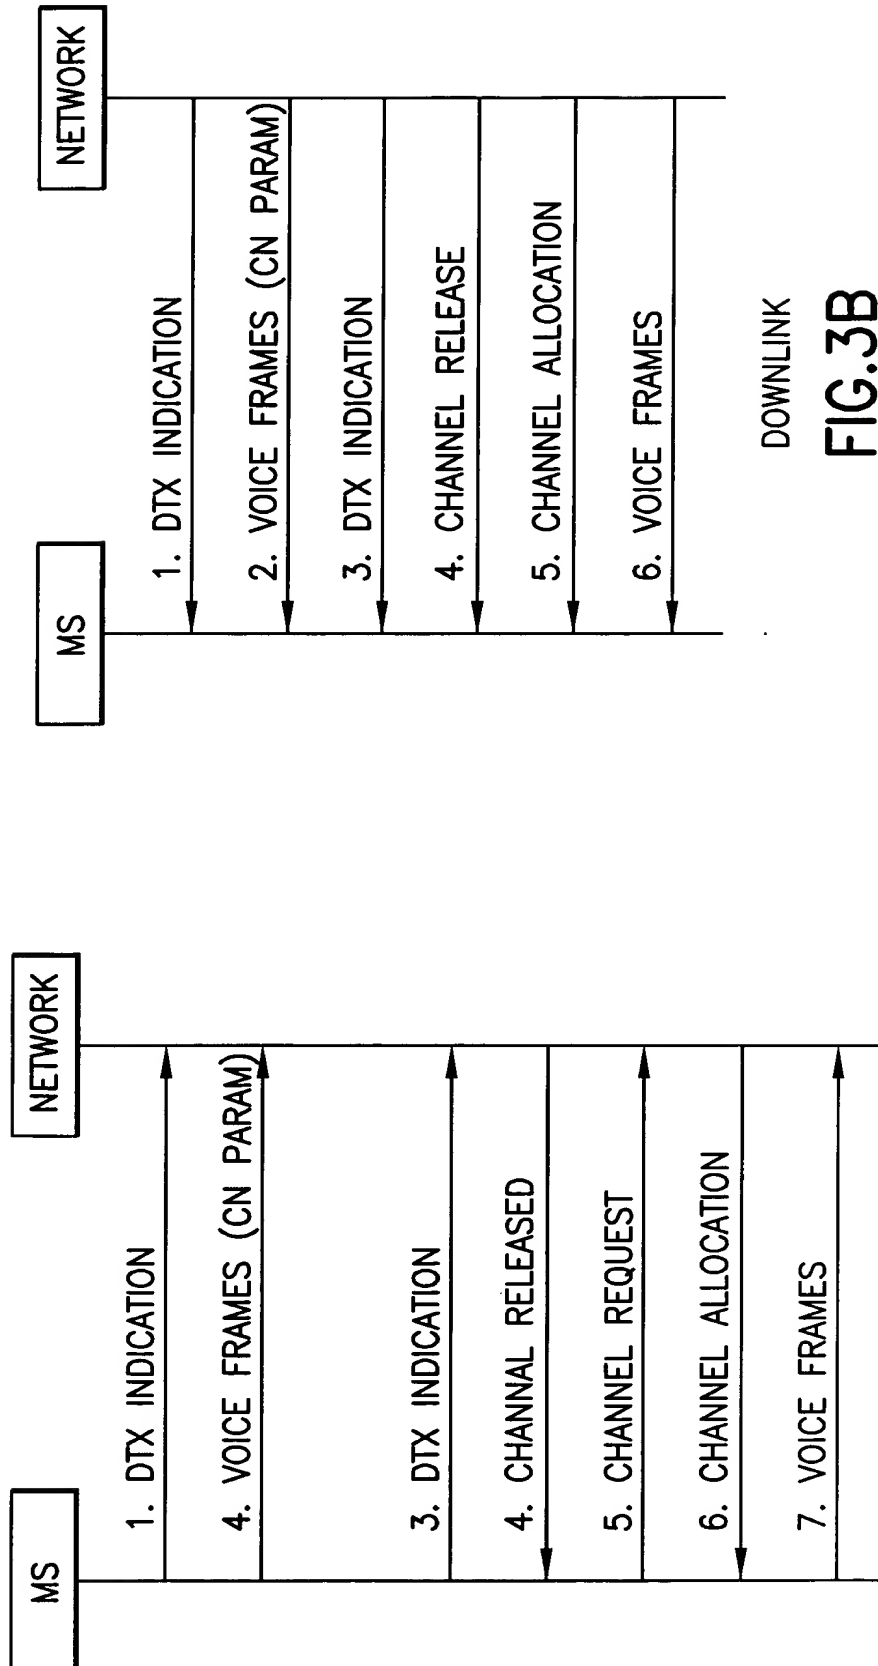 MS
NETWORK
1. DTX INDICATION
4. VOICE FRAMES (CN PARAM)
3. DTX INDICATION
4. CHANNAL RELEASED
5. CHANNEL REQUEST
6. CHANNEL ALLOCATION
7. VOICE FRAMES
MS
NETWORK
1. DTX INDICATION
2. VOICE FRAMES (CN PARAM)
3. DTX INDICATION
4. CHANNEL RELEASE
5. CHANNEL ALLOCATION
6. VOICE FRAMES
DOWNLINK
FIG.3B